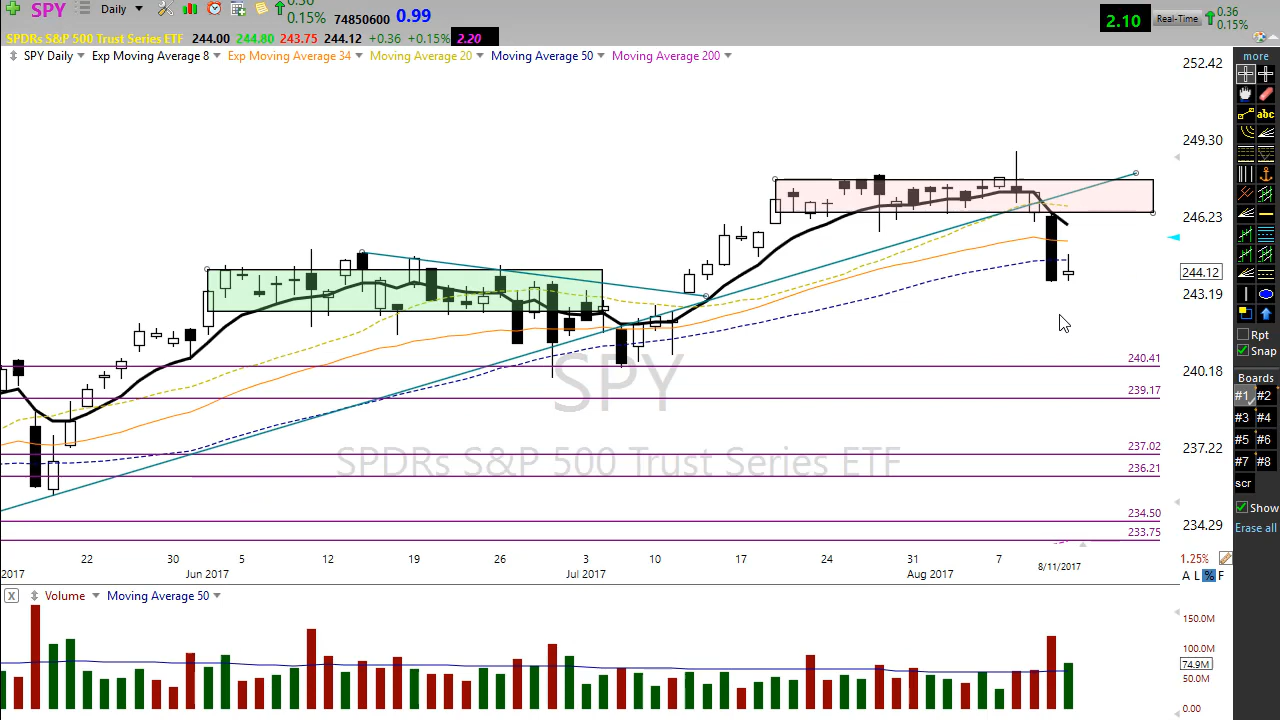 SPY Daily 0.36 0.15% 74850600 0.99 2.10 Real-Time 0.36 0.15%
SPDRs S&P 500 Trust Series ETF 244.00 244.80 243.75 244.12 +0.36 +0.15% 2.20
SPY Daily Exp Moving Average 8 Exp Moving Average 34 Moving Average 20 Moving Average 50 Moving Average 200
more
abc
252.42
249.30
246.23
244.12
243.19
240.18
237.22
234.29
240.41
239.17
237.02
236.21
234.50
233.75
SPY
SPDRs S&P 500 Trust Series ETF
Rpt
Snap
Boards
#1 #2
#3 #4
#5 #6
#7 #8
scr
Show
Erase all
22 30 5 12 19 26 3 10 17 24 31 7 8/11/2017
2017 Jun 2017 Jul 2017 Aug 2017
1.25%
A L % F
X Volume Moving Average 50
150.0M
100.0M
74.9M
50.0M
0.00